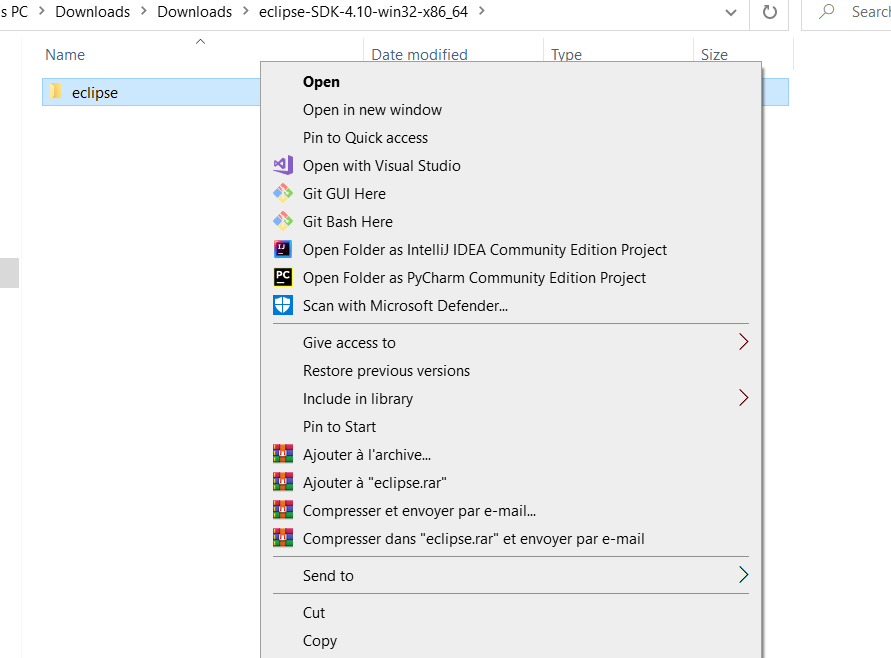 s PC > Downloads > Downloads > eclipse-SDK-4.10-win32-x86_64 >
Search
Name Date modified Type Size
eclipse
Open
Open in new window
Pin to Quick access
Open with Visual Studio
Git GUI Here
Git Bash Here
Open Folder as IntelliJ IDEA Community Edition Project
PC Open Folder as PyCharm Community Edition Project
Scan with Microsoft Defender...
Give access to
Restore previous versions
Include in library
Pin to Start
Ajouter à l'archive...
Ajouter à "eclipse.rar"
Compresser et envoyer par e-mail...
Compresser dans "eclipse.rar" et envoyer par e-mail
Send to
Cut
Copy